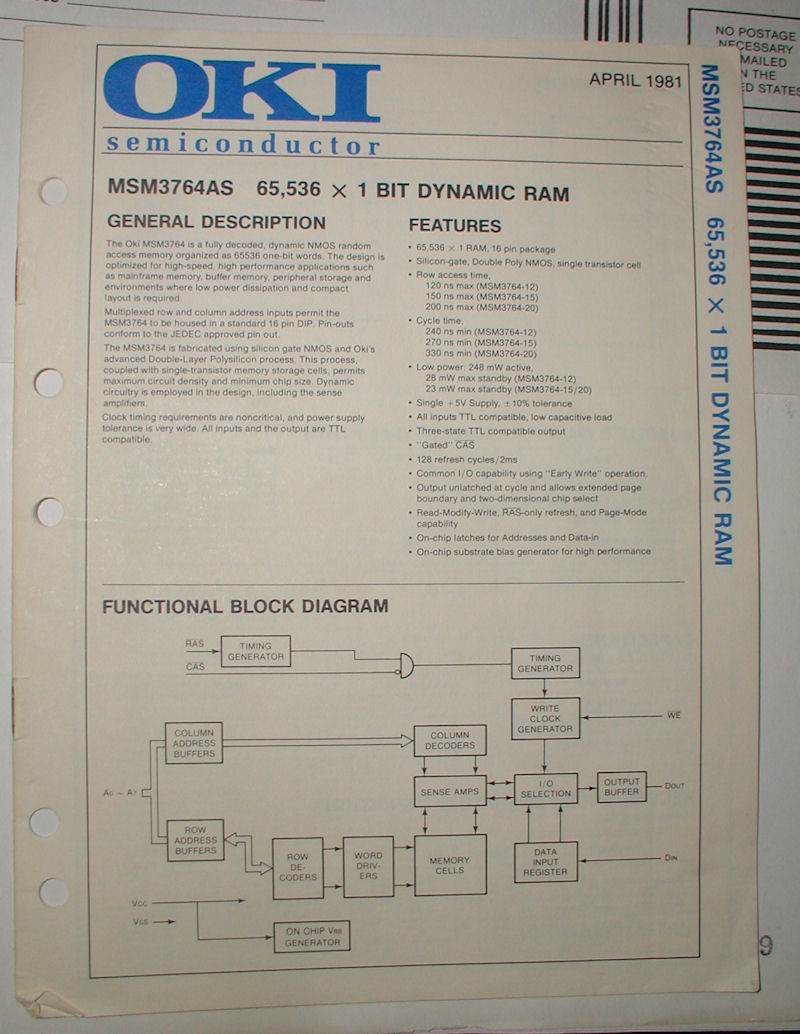 NO POSTAGE
NECESSARY
MAILED
N THE
D STATES
OKI
semiconductor
APRIL 1981
MSM3764AS 65,536 × 1 BIT DYNAMIC RAM
MSM3764AS 65,536 × 1 BIT DYNAMIC RAM
GENERAL DESCRIPTION
The Oki MSM3764 is a fully decoded, dynamic NMOS random
access memory organized as 65536 one-bit words. The design is
optimized for high-speed, high performance applications such
as mainframe memory, buffer memory, peripheral storage and
environments where low power dissipation and compact
layout is required.
Multiplexed row and column address inputs permit the
MSM3764 to be housed in a standard 16 pin DIP. Pin-outs
conform to the JEDEC approved pin out.
The MSM3764 is fabricated using silicon gate NMOS and Oki's
advanced Double-Layer Polysilicon process. This process,
coupled with single-transistor memory storage cells, permits
maximum circuit density and minimum chip size. Dynamic
circuitry is employed in the design, including the sense
amplifiers.
Clock timing requirements are noncritical, and power supply
tolerance is very wide. All inputs and the output are TTL
compatible.
FEATURES
• 65,536 × 1 RAM, 16 pin package
• Silicon-gate, Double Poly NMOS, single transistor cell
• Row access time,
120 ns max (MSM3764-12)
150 ns max (MSM3764-15)
200 ns max (MSM3764-20)
• Cycle time,
240 ns min (MSM3764-12)
270 ns min (MSM3764-15)
330 ns min (MSM3764-20)
• Low power: 248 mW active,
28 mW max standby (MSM3764-12)
23 mW max standby (MSM3764-15/20)
• Single +5V Supply, ±10% tolerance
• All inputs TTL compatible, low capacitive load
• Three-state TTL compatible output
• "Gated" C̅A̅S̅
• 128 refresh cycles/2ms
• Common I/O capability using "Early Write" operation.
• Output unlatched at cycle and allows extended page
boundary and two-dimensional chip select
• Read-Modify-Write, R̅A̅S̅-only refresh, and Page-Mode
capability
• On-chip latches for Addresses and Data-in
• On-chip substrate bias generator for high performance
FUNCTIONAL BLOCK DIAGRAM
R̅A̅S̅
C̅A̅S̅
TIMING
GENERATOR
TIMING
GENERATOR
WRITE
CLOCK
GENERATOR
W̅E̅
COLUMN
ADDRESS
BUFFERS
COLUMN
DECODERS
A0 ~ A7
SENSE AMPS
I/O
SELECTION
OUTPUT
BUFFER
DOUT
ROW
ADDRESS
BUFFERS
ROW
DE-
CODERS
WORD
DRIV-
ERS
MEMORY
CELLS
DATA
INPUT
REGISTER
DIN
VCC
VSS
ON CHIP VBB
GENERATOR
9